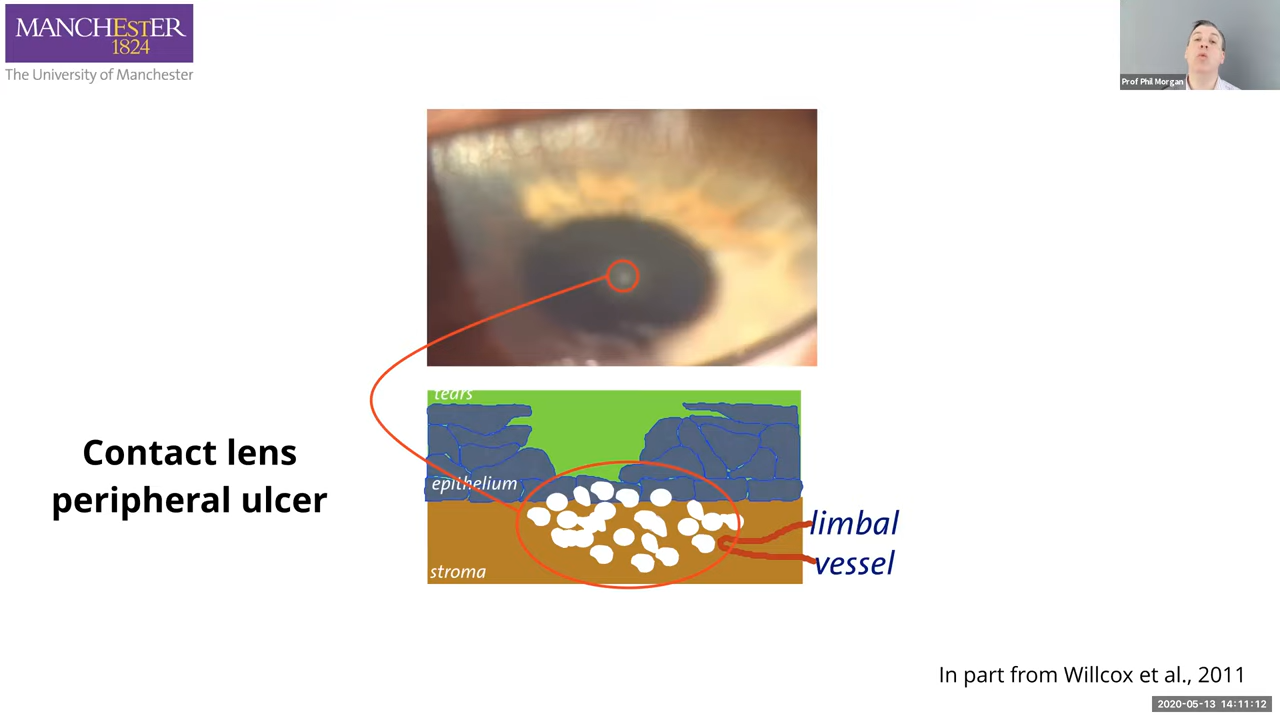 MANCHESTER
1824
The University of Manchester
Prof Phil Morgan
tears
epithelium
stroma
limbal
vessel
Contact lens
peripheral ulcer
In part from Willcox et al., 2011
2020-05-13 14:11:12